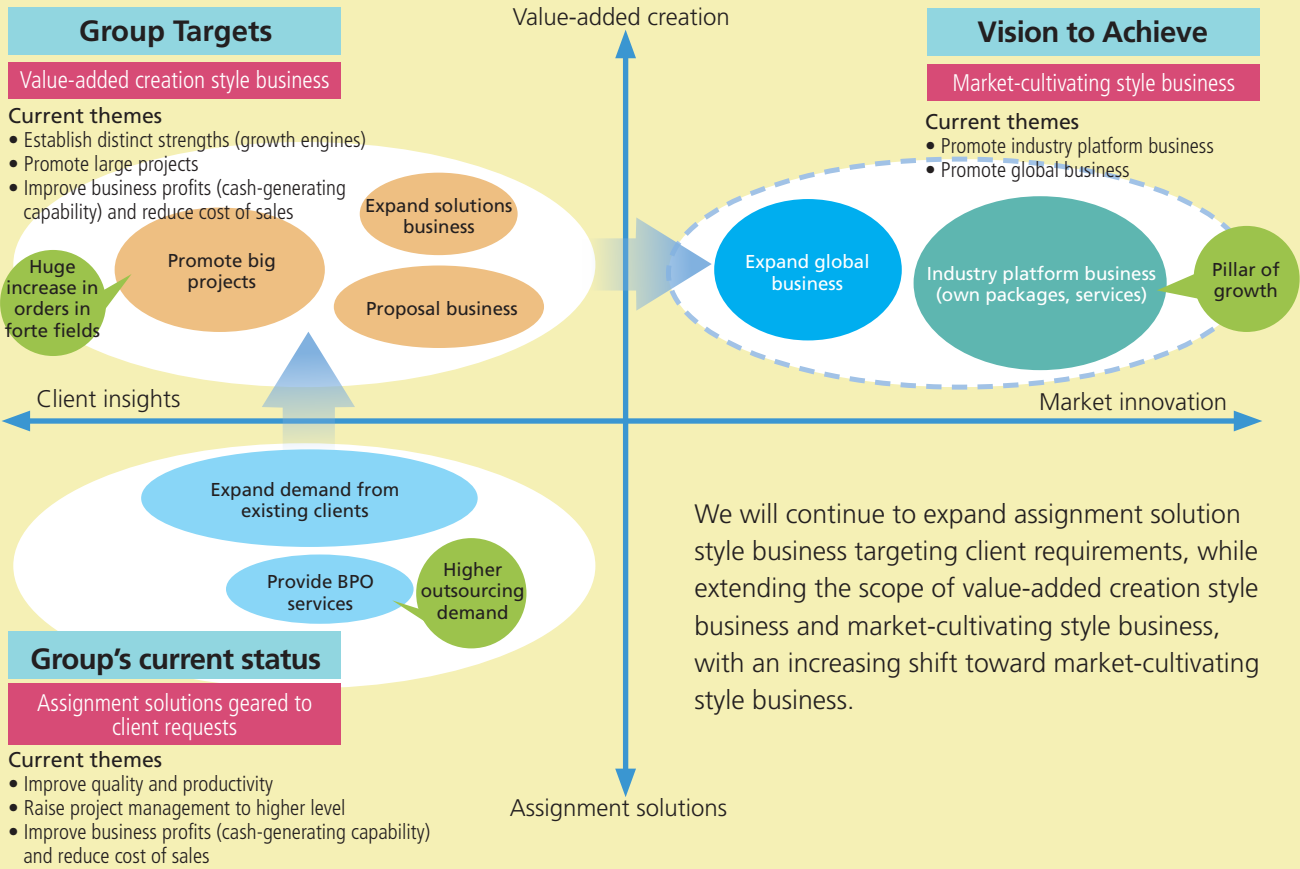 Value-added creation
Group Targets
Value-added creation style business
Current themes
• Establish distinct strengths (growth engines)
• Promote large projects
• Improve business profits (cash-generating
capability) and reduce cost of sales
Expand solutions
business
Promote big
projects
Proposal business
Huge
increase in
orders in
forte fields
Vision to Achieve
Market-cultivating style business
Current themes
• Promote industry platform business
• Promote global business
Expand global
business
Industry platform business
(own packages, services)
Pillar of
growth
Client insights
Market innovation
Expand demand from
existing clients
Provide BPO
services
Higher
outsourcing
demand
Group's current status
Assignment solutions geared to
client requests
Current themes
• Improve quality and productivity
• Raise project management to higher level
• Improve business profits (cash-generating capability)
and reduce cost of sales
We will continue to expand assignment solution
style business targeting client requirements, while
extending the scope of value-added creation style
business and market-cultivating style business,
with an increasing shift toward market-cultivating
style business.
Assignment solutions